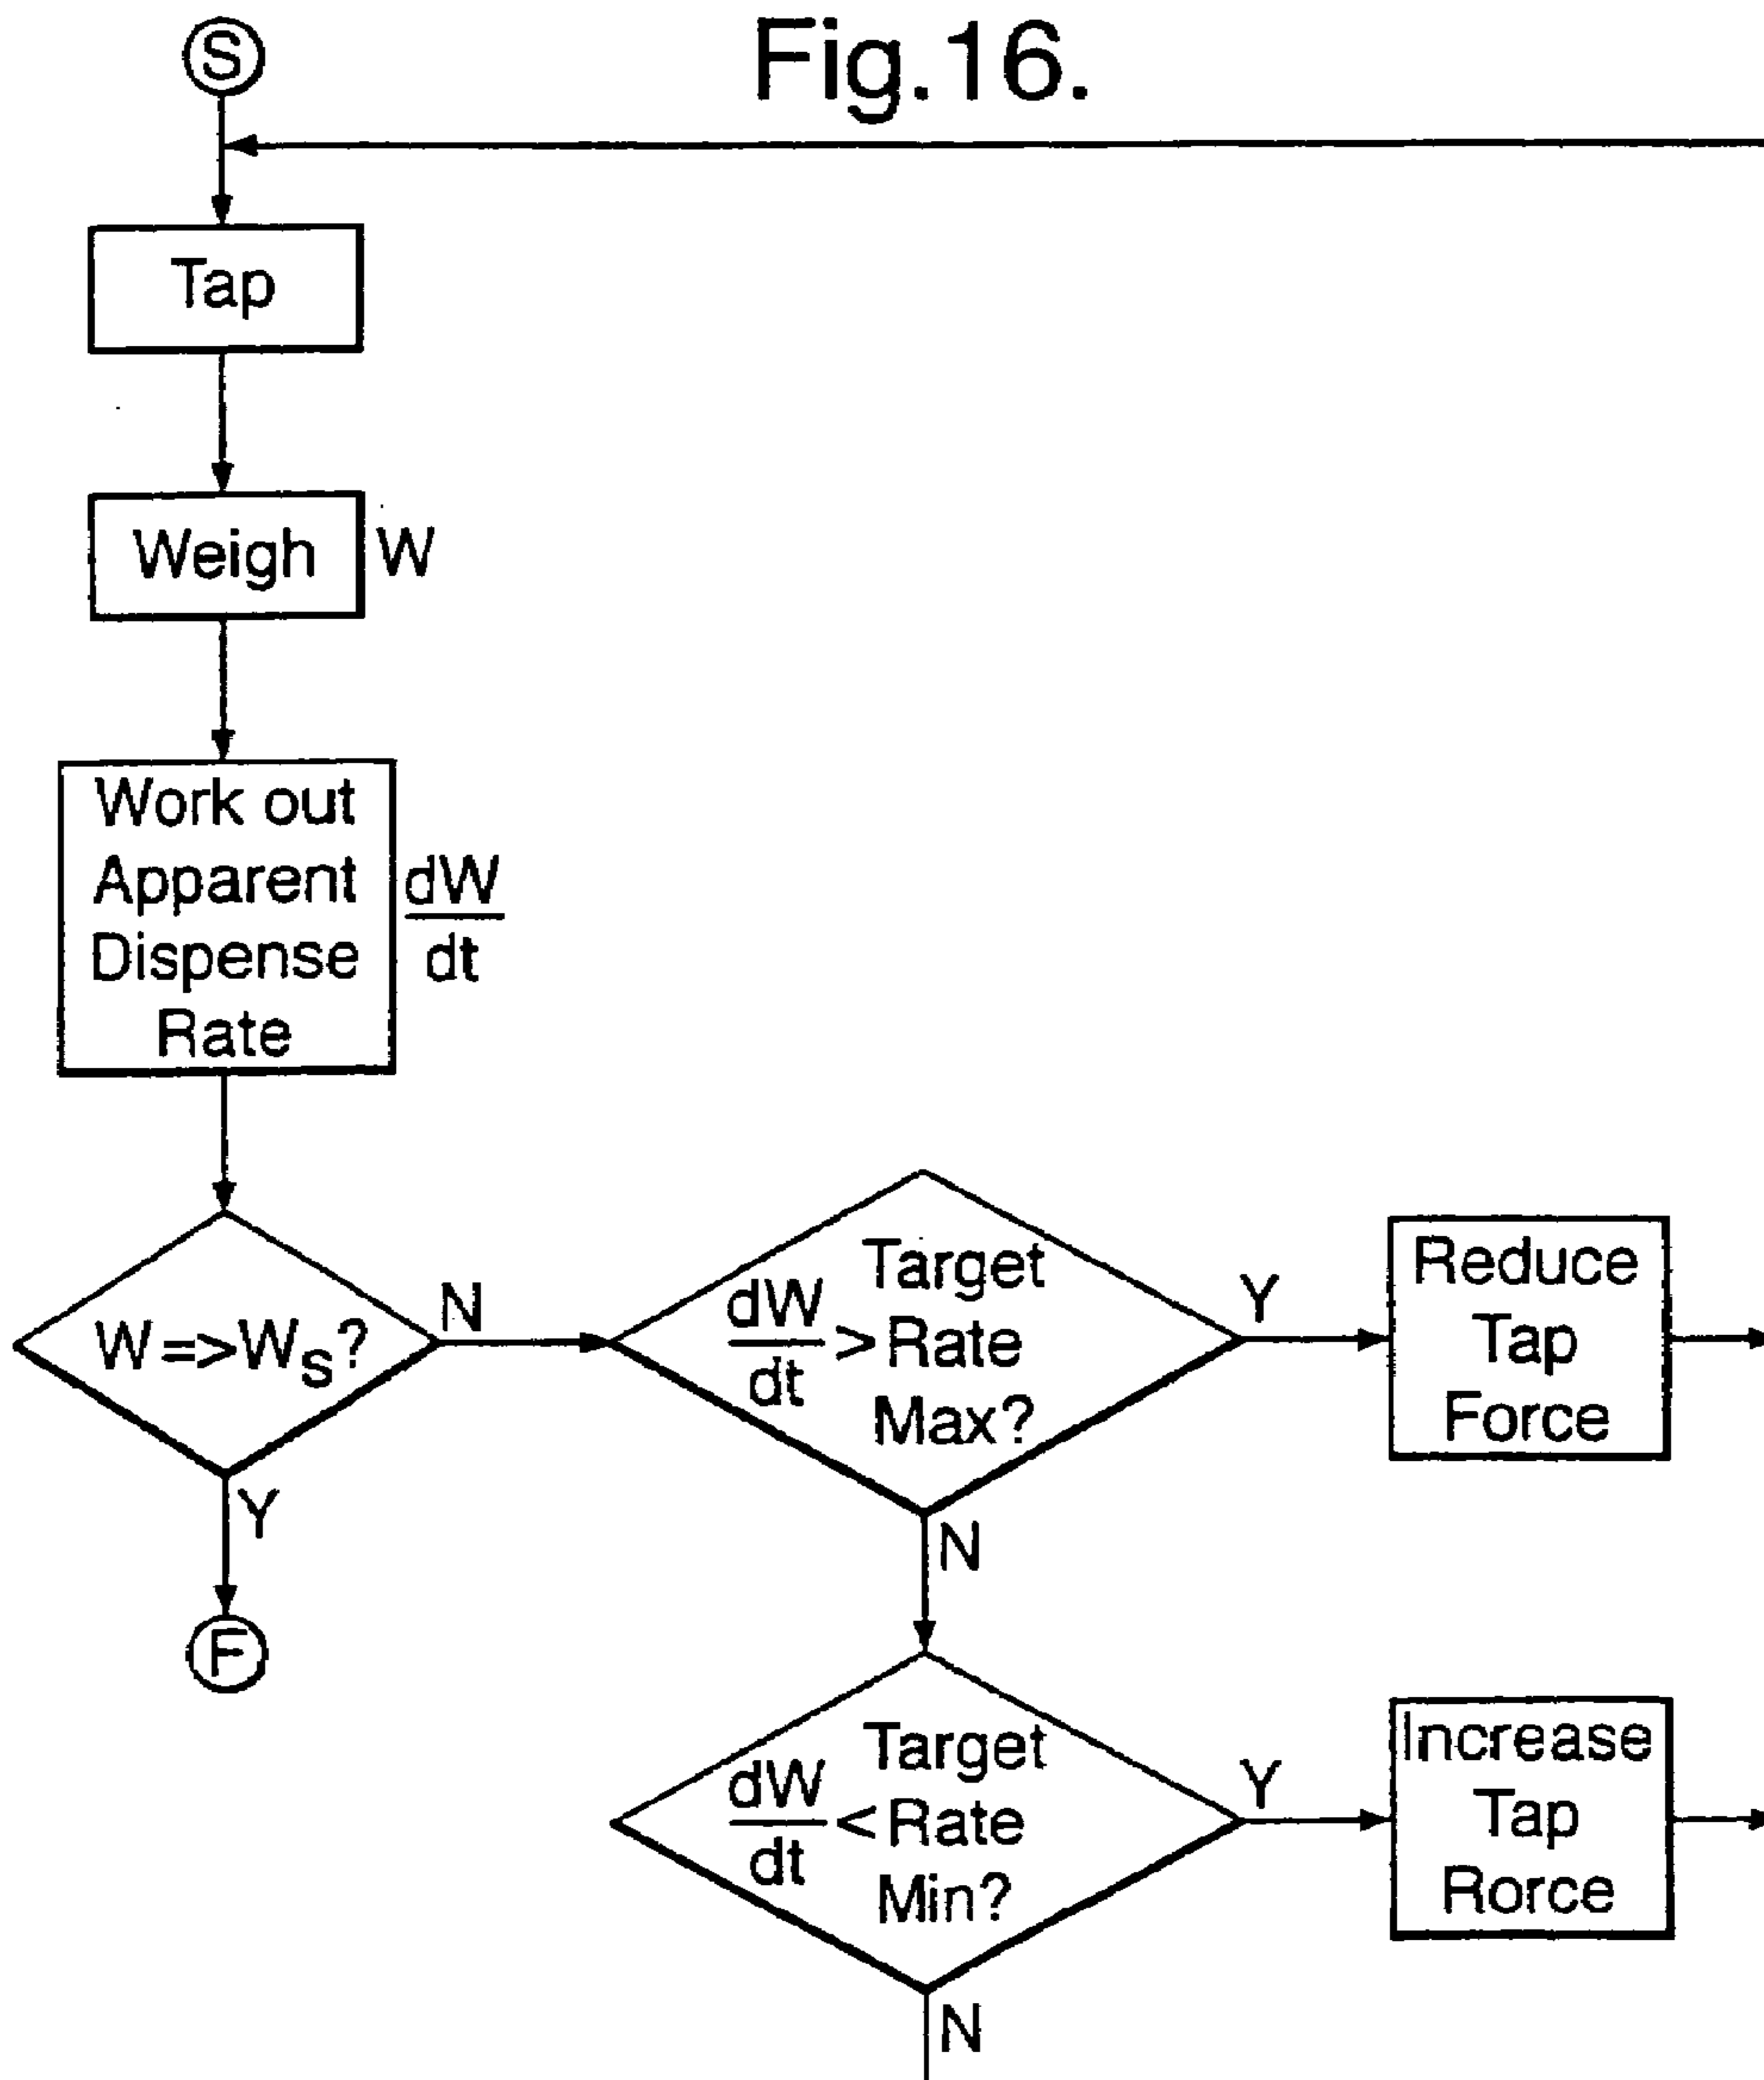 Fig.16.
S
Tap
Weigh
W
Work out
Apparent
Dispense
Rate
dW
dt
W=>Ws?
N
Y
F
Target
dW
dt
>Rate
Max?
Y
N
Reduce
Tap
Force
Target
dW
dt
<Rate
Min?
Y
N
Increase
Tap
Rorce